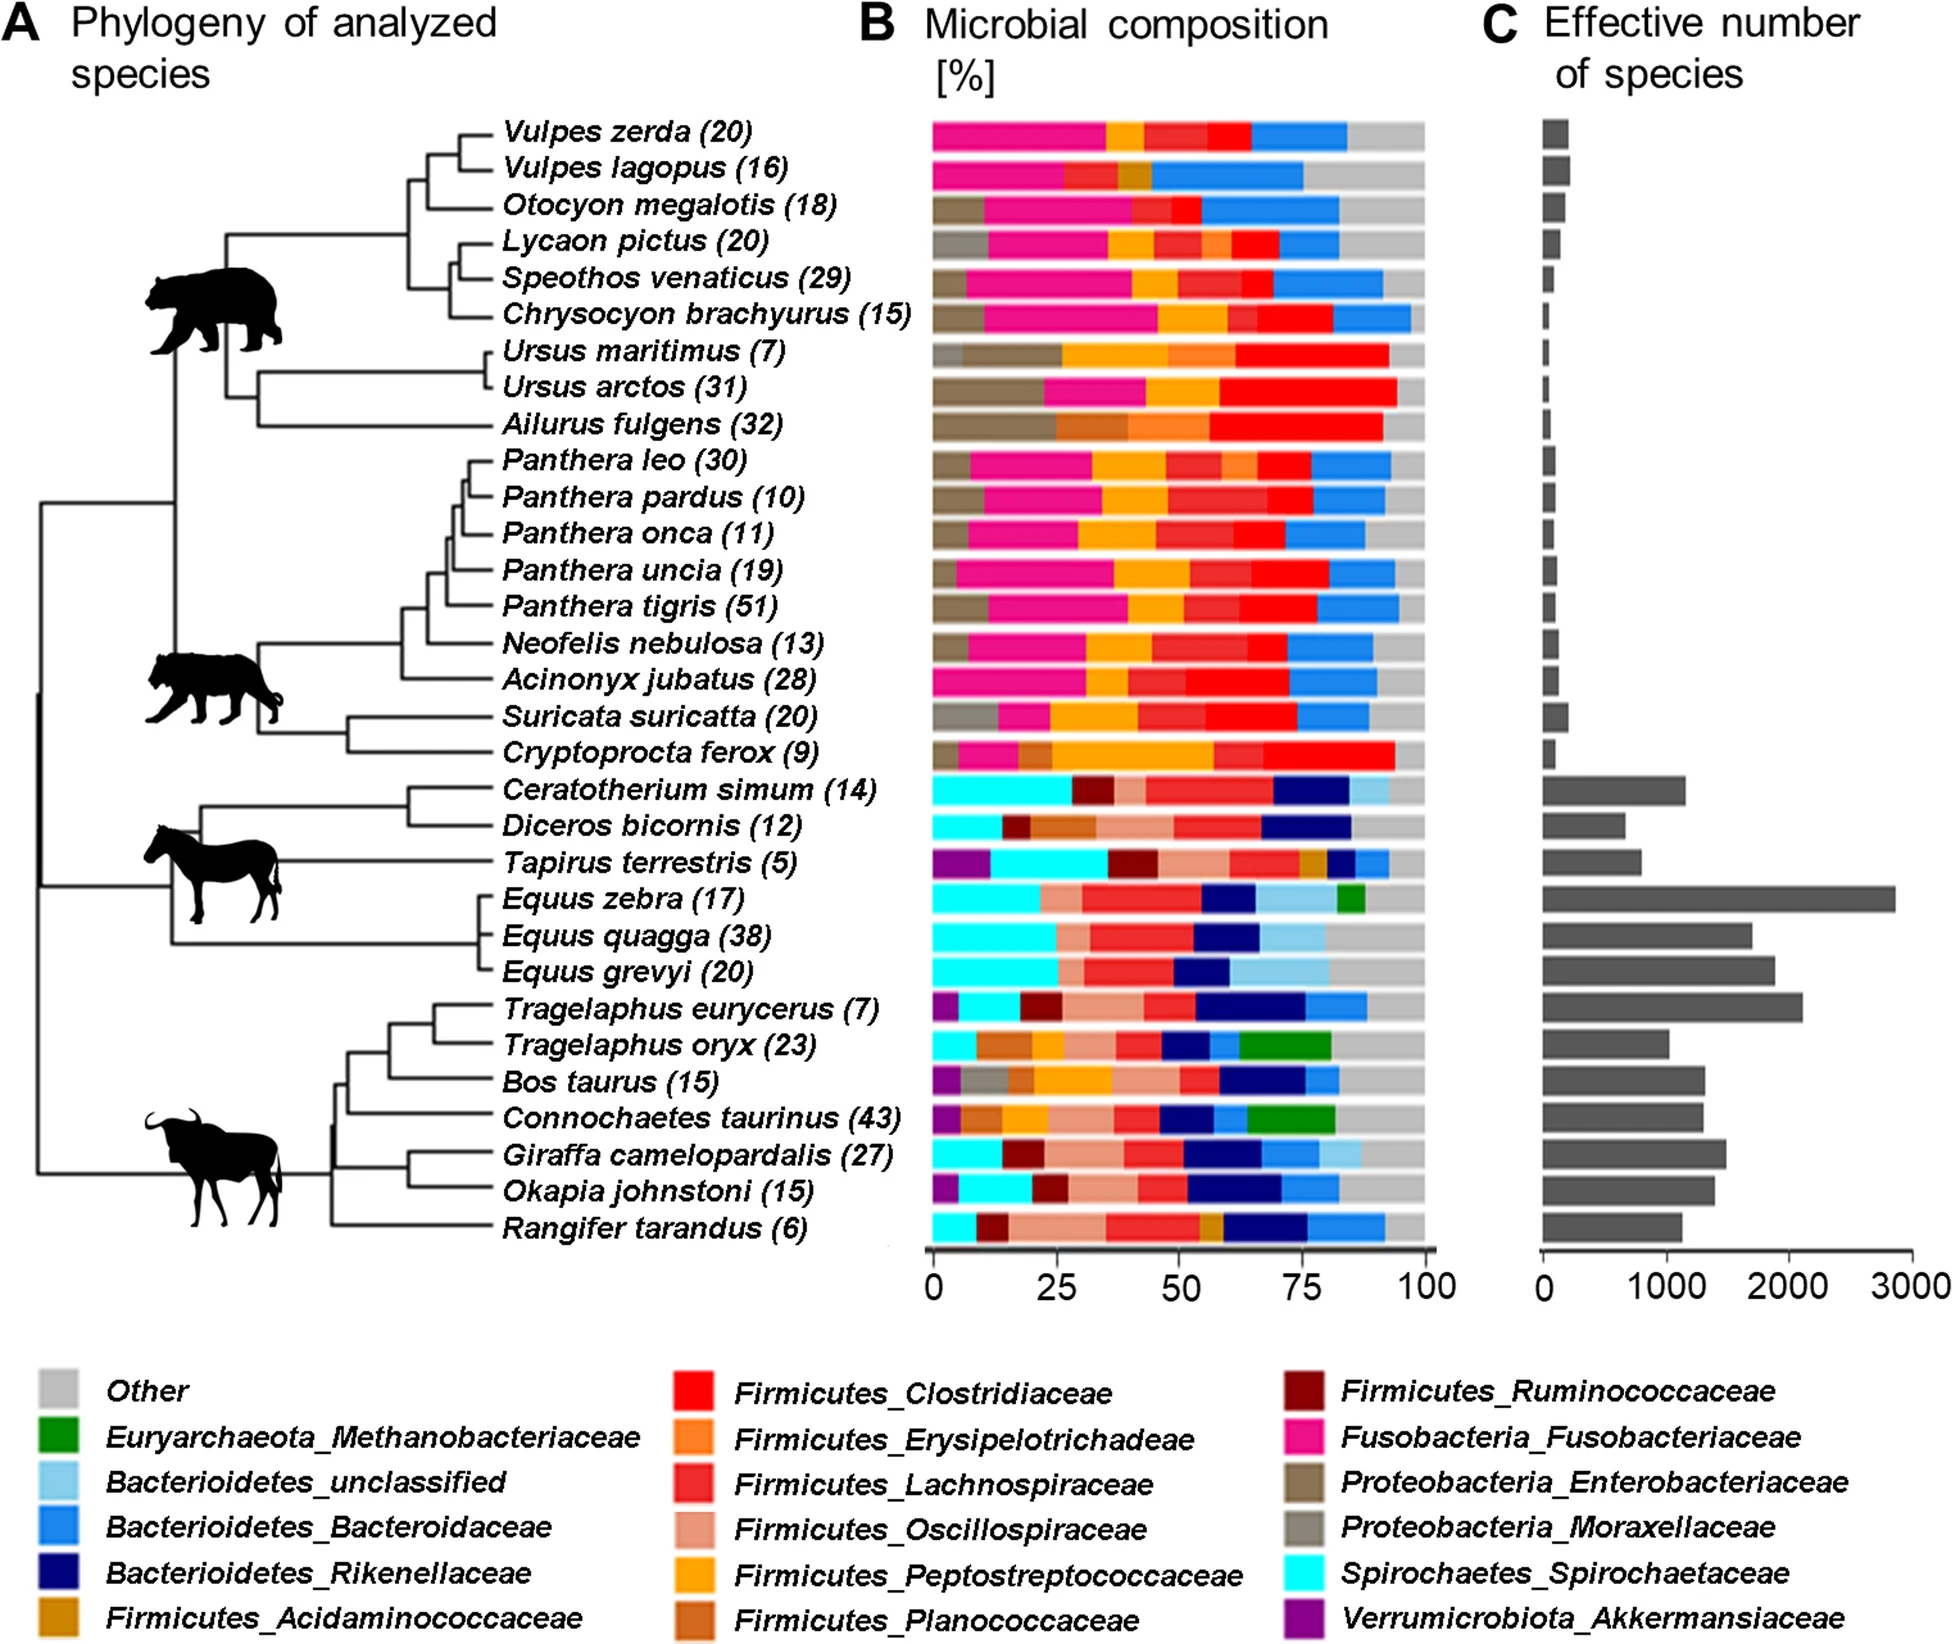 A Phylogeny of analyzed
species
B Microbial composition
[%]
C Effective number
of species
Vulpes zerda (20)
Vulpes lagopus (16)
Otocyon megalotis (18)
Lycaon pictus (20)
Speothos venaticus (29)
Chrysocyon brachyurus (15)
Ursus maritimus (7)
Ursus arctos (31)
Ailurus fulgens (32)
Panthera leo (30)
Panthera pardus (10)
Panthera onca (11)
Panthera uncia (19)
Panthera tigris (51)
Neofelis nebulosa (13)
Acinonyx jubatus (28)
Suricata suricatta (20)
Cryptoprocta ferox (9)
Ceratotherium simum (14)
Diceros bicornis (12)
Tapirus terrestris (5)
Equus zebra (17)
Equus quagga (38)
Equus grevyi (20)
Tragelaphus eurycerus (7)
Tragelaphus oryx (23)
Bos taurus (15)
Connochaetes taurinus (43)
Giraffa camelopardalis (27)
Okapia johnstoni (15)
Rangifer tarandus (6)
0 25 50 75 100
0 1000 2000 3000
Other
Euryarchaeota_Methanobacteriaceae
Bacterioidetes_unclassified
Bacterioidetes_Bacteroidaceae
Bacterioidetes_Rikenellaceae
Firmicutes_Acidaminococcaceae
Firmicutes_Clostridiaceae
Firmicutes_Erysipelotrichadeae
Firmicutes_Lachnospiraceae
Firmicutes_Oscillospiraceae
Firmicutes_Peptostreptococcaceae
Firmicutes_Planococcaceae
Firmicutes_Ruminococcaceae
Fusobacteria_Fusobacteriaceae
Proteobacteria_Enterobacteriaceae
Proteobacteria_Moraxellaceae
Spirochaetes_Spirochaetaceae
Verrumicrobiota_Akkermansiaceae